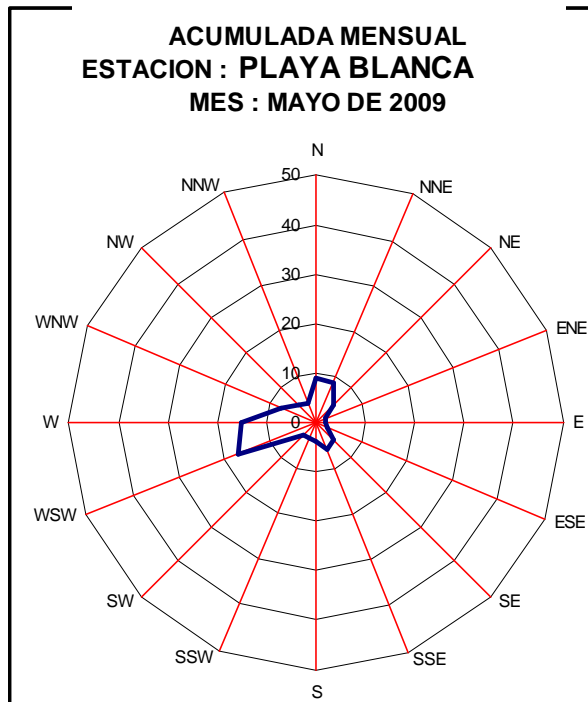 ACUMULADA MENSUAL
ESTACION : PLAYA BLANCA
MES : MAYO DE 2009
N
50
NNW
NNE
40
NW
NE
30
WNW
20
ENE
10
W
0
E
WSW
ESE
SW
SE
SSW
SSE
S